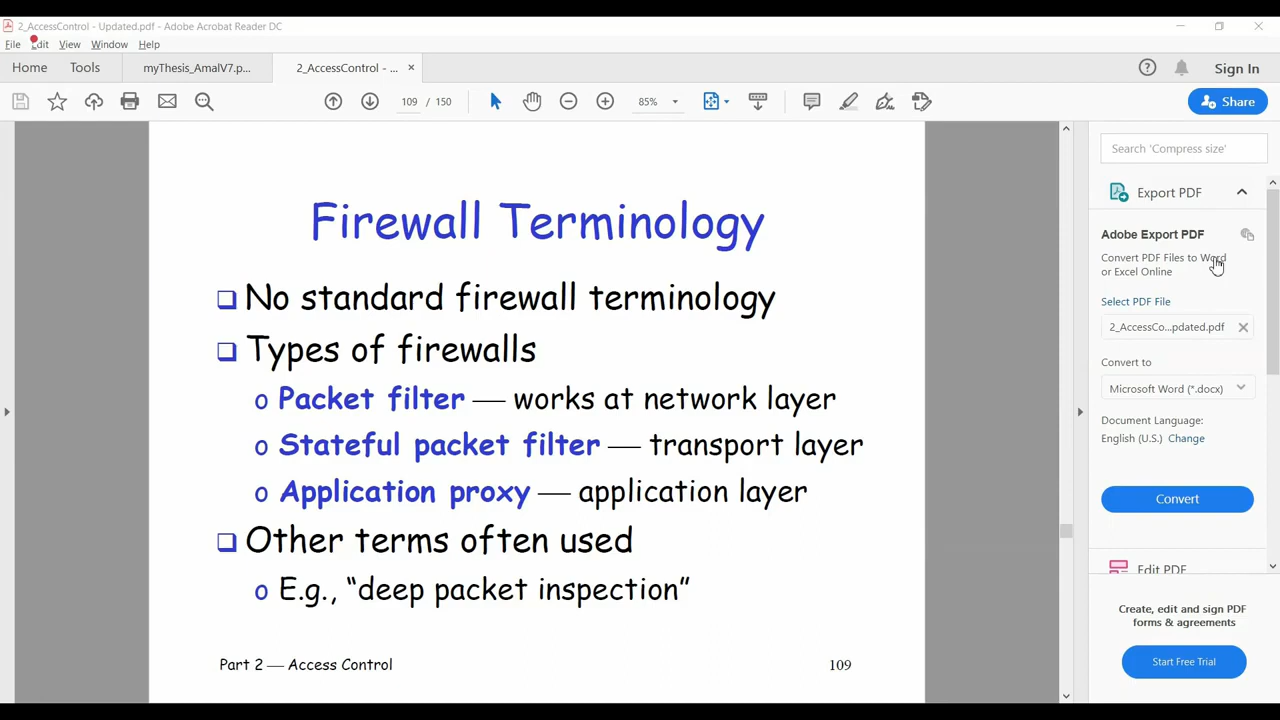 2_AccessControl - Updated.pdf - Adobe Acrobat Reader DC
File Edit View Window Help
Home Tools myThesis_AmalV7.p... 2_AccessControl - ... × Sign In
109 / 150 85% Share
Search 'Compress size'
Export PDF
Adobe Export PDF
Convert PDF Files to Word
or Excel Online
Select PDF File
2_AccessCo...pdated.pdf
Convert to
Microsoft Word (*.docx)
Document Language:
English (U.S.) Change
Convert
Edit PDF
Create, edit and sign PDF
forms & agreements
Start Free Trial
Firewall Terminology
❑ No standard firewall terminology
❑ Types of firewalls
o Packet filter — works at network layer
o Stateful packet filter — transport layer
o Application proxy — application layer
❑ Other terms often used
o E.g., “deep packet inspection”
Part 2 — Access Control 109